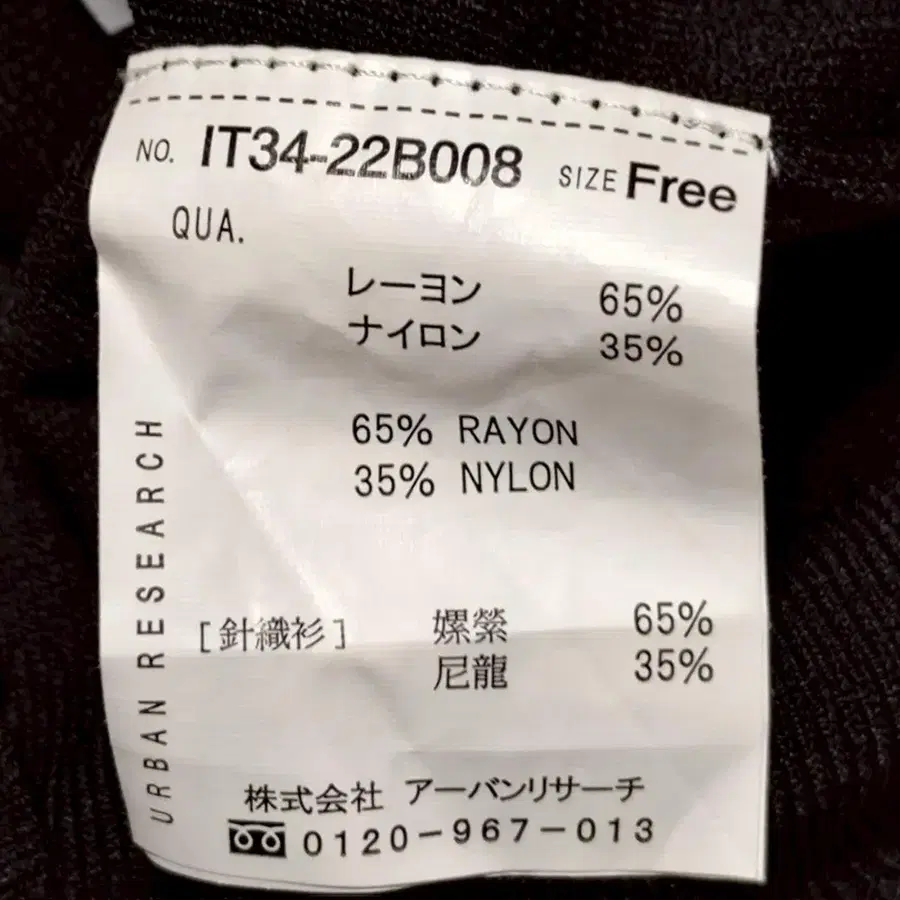 NO. IT34-22B008 SIZE Free
QUA.
レーヨン 65%
ナイロン 35%
65% RAYON
35% NYLON
URBAN RESEARCH
[針織衫] 嫘縈 65%
尼龍 35%
株式会社 アーバンリサーチ
0120-967-013